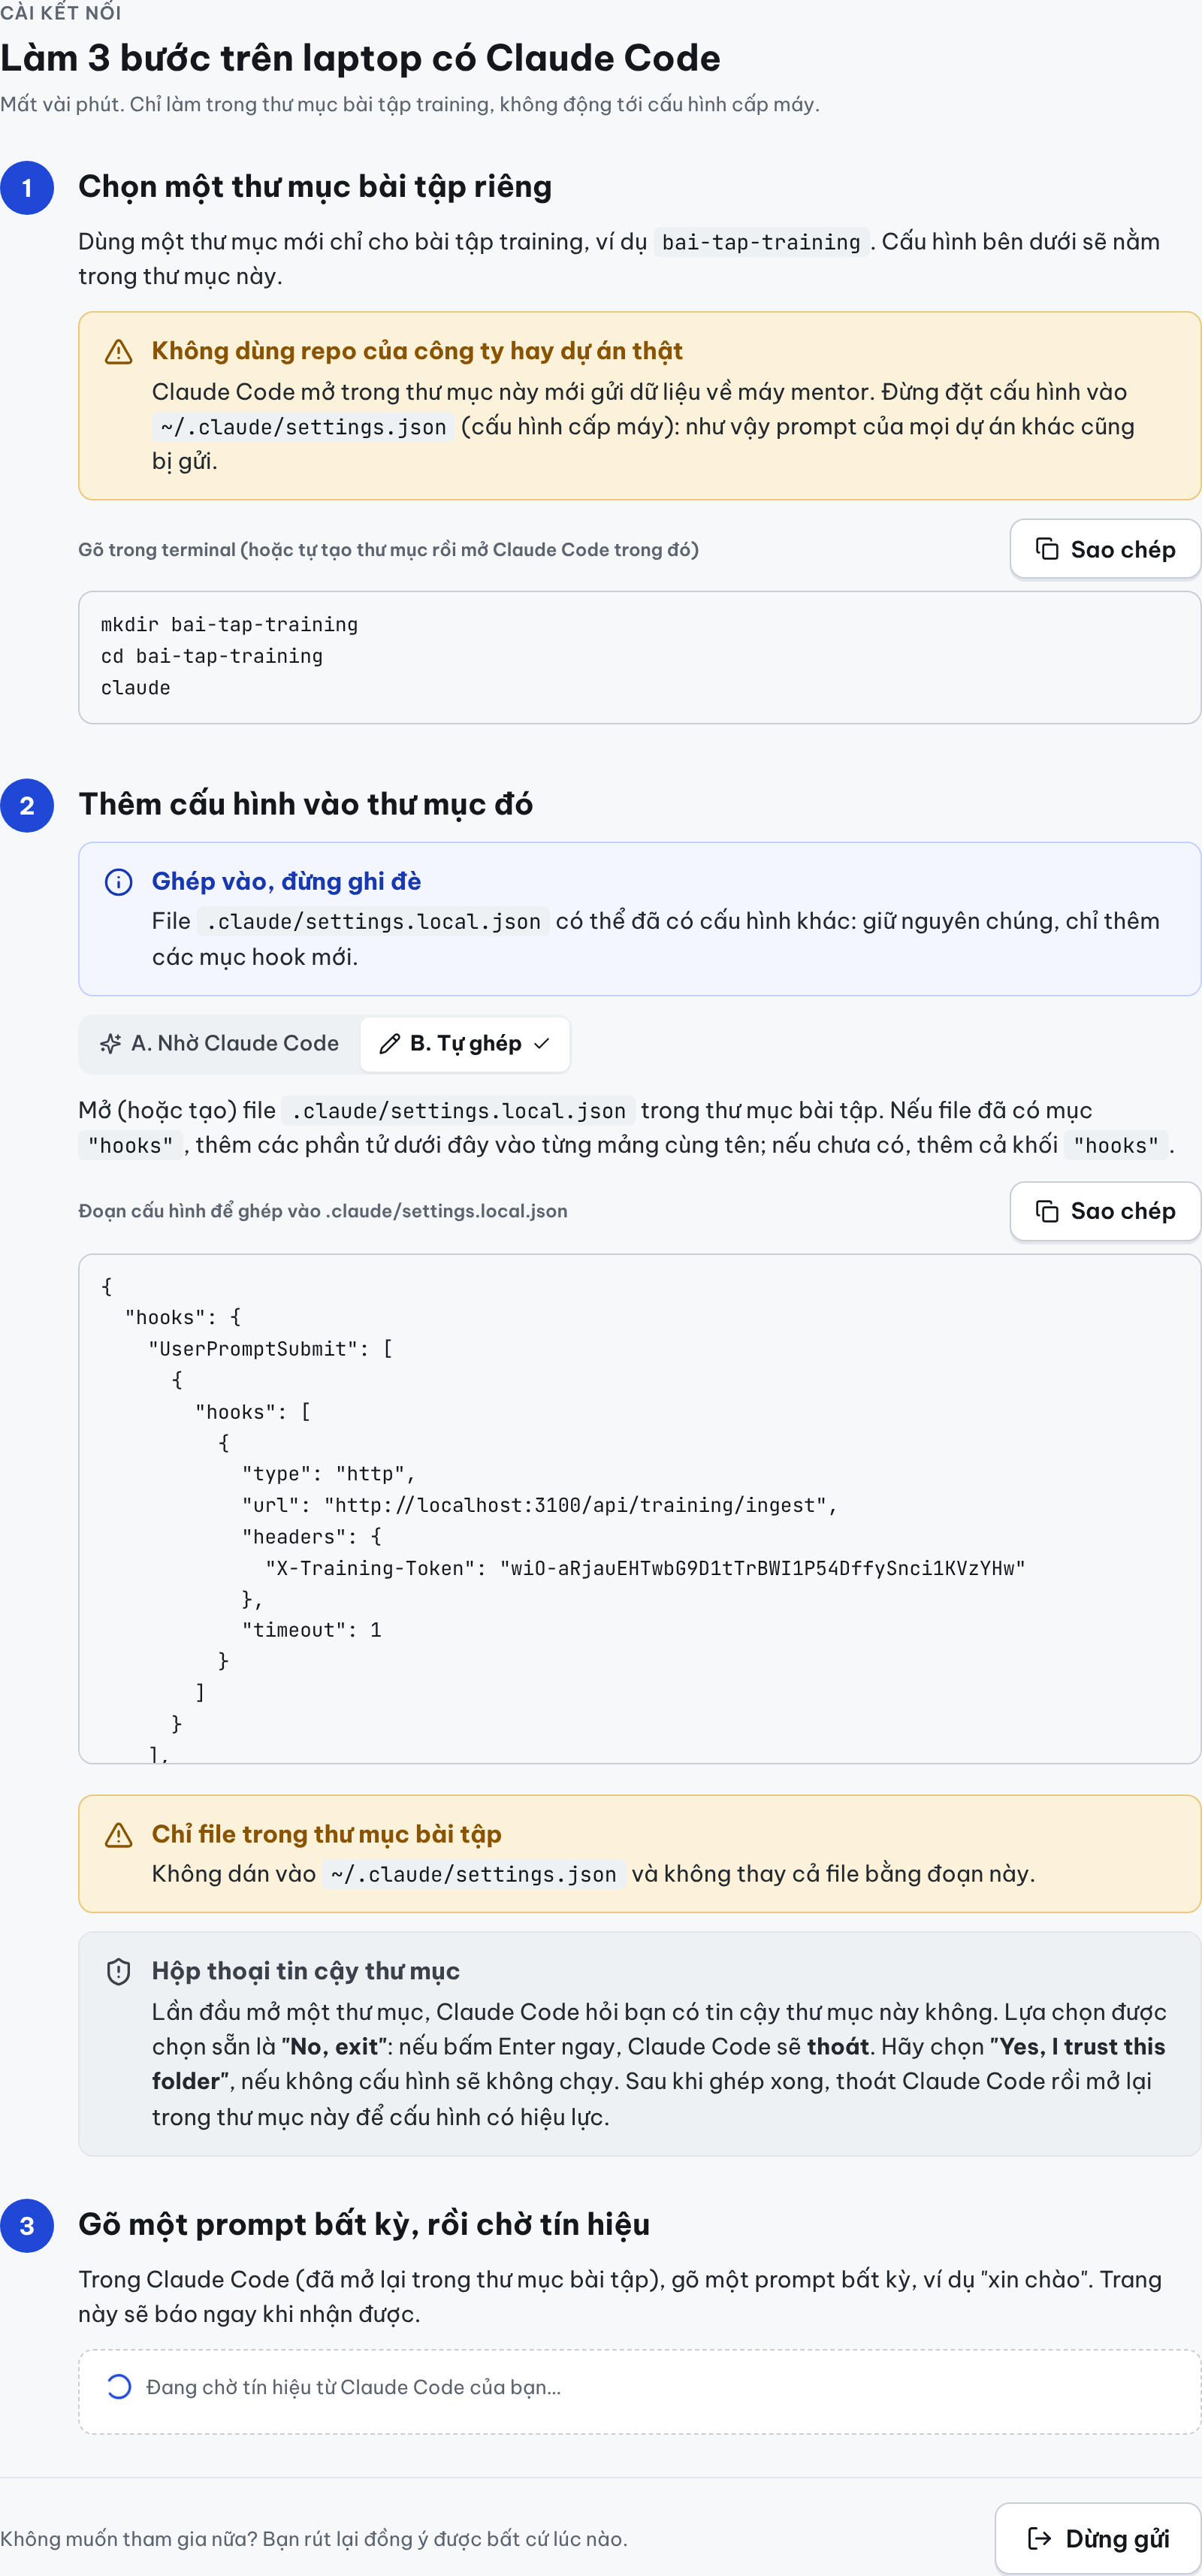 CÀI KẾT NỐI
Làm 3 bước trên laptop có Claude Code
Mất vài phút. Chỉ làm trong thư mục bài tập training, không động tới cấu hình cấp máy.
1
Chọn một thư mục bài tập riêng
Dùng một thư mục mới chỉ cho bài tập training, ví dụ bai-tap-training . Cấu hình bên dưới sẽ nằm
trong thư mục này.
Không dùng repo của công ty hay dự án thật
Claude Code mở trong thư mục này mới gửi dữ liệu về máy mentor. Đừng đặt cấu hình vào
~/.claude/settings.json (cấu hình cấp máy): như vậy prompt của mọi dự án khác cũng
bị gửi.
Gõ trong terminal (hoặc tự tạo thư mục rồi mở Claude Code trong đó)
Sao chép
mkdir bai-tap-training
cd bai-tap-training
claude
2
Thêm cấu hình vào thư mục đó
Ghép vào, đừng ghi đè
File .claude/settings.local.json có thể đã có cấu hình khác: giữ nguyên chúng, chỉ thêm
các mục hook mới.
A. Nhờ Claude Code
B. Tự ghép
Mở (hoặc tạo) file .claude/settings.local.json trong thư mục bài tập. Nếu file đã có mục
"hooks" , thêm các phần tử dưới đây vào từng mảng cùng tên; nếu chưa có, thêm cả khối "hooks" .
Đoạn cấu hình để ghép vào .claude/settings.local.json
Sao chép
{
"hooks": {
"UserPromptSubmit": [
{
"hooks": [
{
"type": "http",
"url": "http://localhost:3100/api/training/ingest",
"headers": {
"X-Training-Token": "wiO-aRjauEHTwbG9D1tTrBWI1P54DffySnci1KVzYHw"
},
"timeout": 1
}
]
}
],
Chỉ file trong thư mục bài tập
Không dán vào ~/.claude/settings.json và không thay cả file bằng đoạn này.
Hộp thoại tin cậy thư mục
Lần đầu mở một thư mục, Claude Code hỏi bạn có tin cậy thư mục này không. Lựa chọn được
chọn sẵn là "No, exit": nếu bấm Enter ngay, Claude Code sẽ thoát. Hãy chọn "Yes, I trust this
folder", nếu không cấu hình sẽ không chạy. Sau khi ghép xong, thoát Claude Code rồi mở lại
trong thư mục này để cấu hình có hiệu lực.
3
Gõ một prompt bất kỳ, rồi chờ tín hiệu
Trong Claude Code (đã mở lại trong thư mục bài tập), gõ một prompt bất kỳ, ví dụ "xin chào". Trang
này sẽ báo ngay khi nhận được.
Đang chờ tín hiệu từ Claude Code của bạn...
Không muốn tham gia nữa? Bạn rút lại đồng ý được bất cứ lúc nào.
Dừng gửi